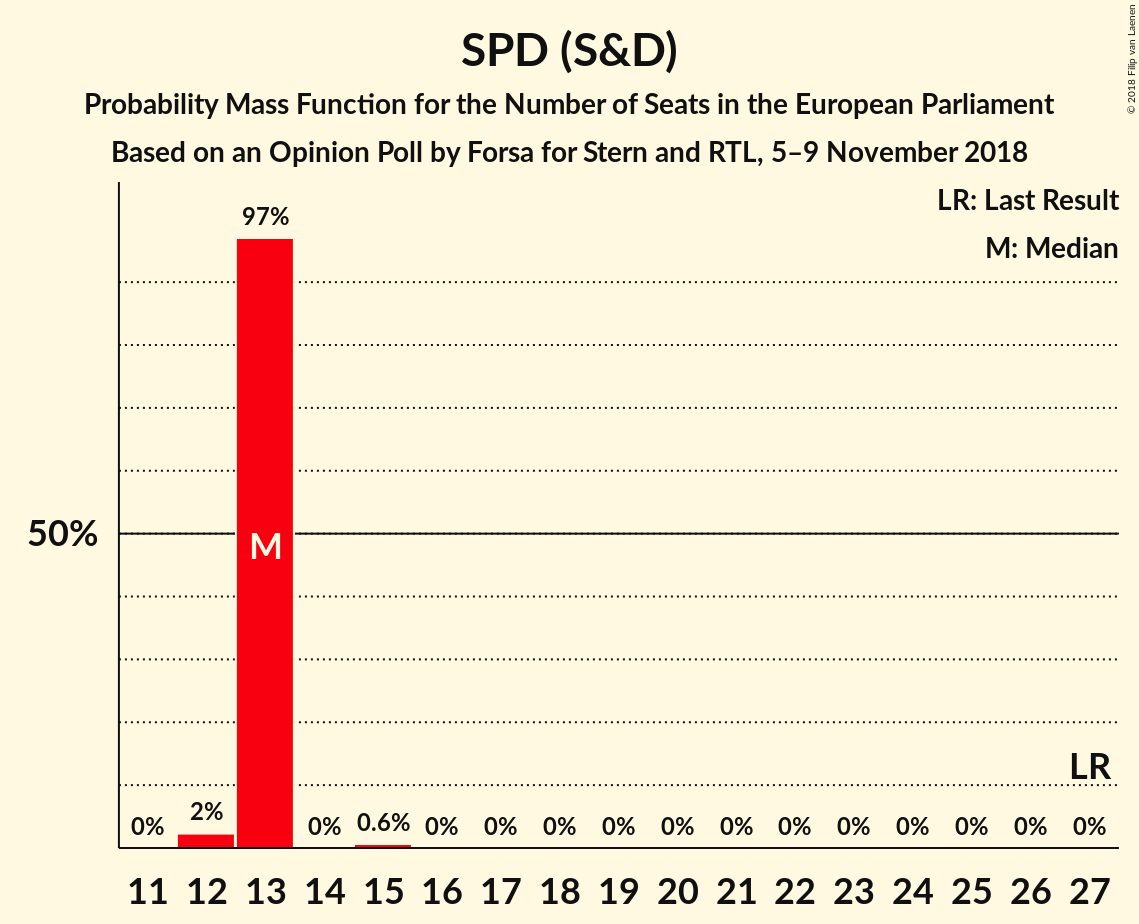 SPD (S&D)
Probability Mass Function for the Number of Seats in the European Parliament
Based on an Opinion Poll by Forsa for Stern and RTL, 5–9 November 2018
© 2018 Filip van Laenen
LR: Last Result
M: Median
97%
50%
M
LR
0% 2% 0% 0.6% 0% 0% 0% 0% 0% 0% 0% 0% 0% 0% 0% 0%
11 12 13 14 15 16 17 18 19 20 21 22 23 24 25 26 27